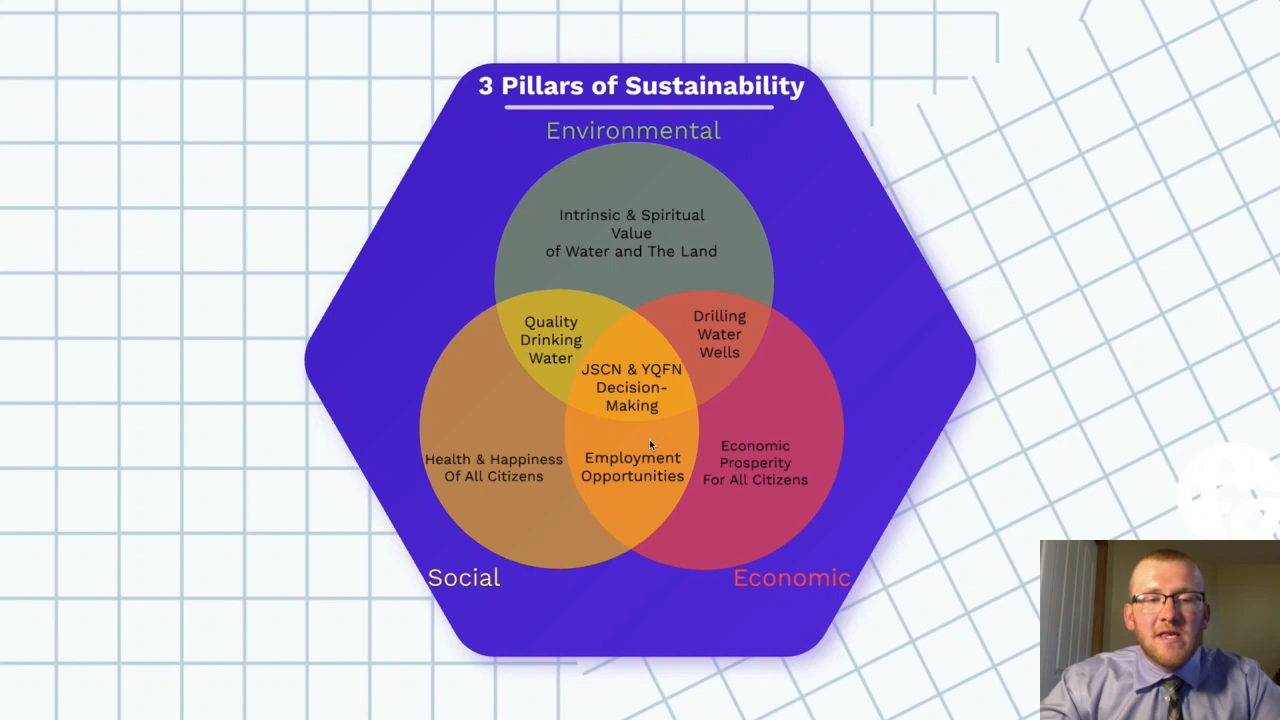 3 Pillars of Sustainability
Environmental
Intrinsic & Spiritual
Value
of Water and The Land
Quality
Drinking
Water
Drilling
Water
Wells
JSCN & YQFN
Decision-
Making
Health & Happiness
Of All Citizens
Employment
Opportunities
Economic
Prosperity
For All Citizens
Social
Economic